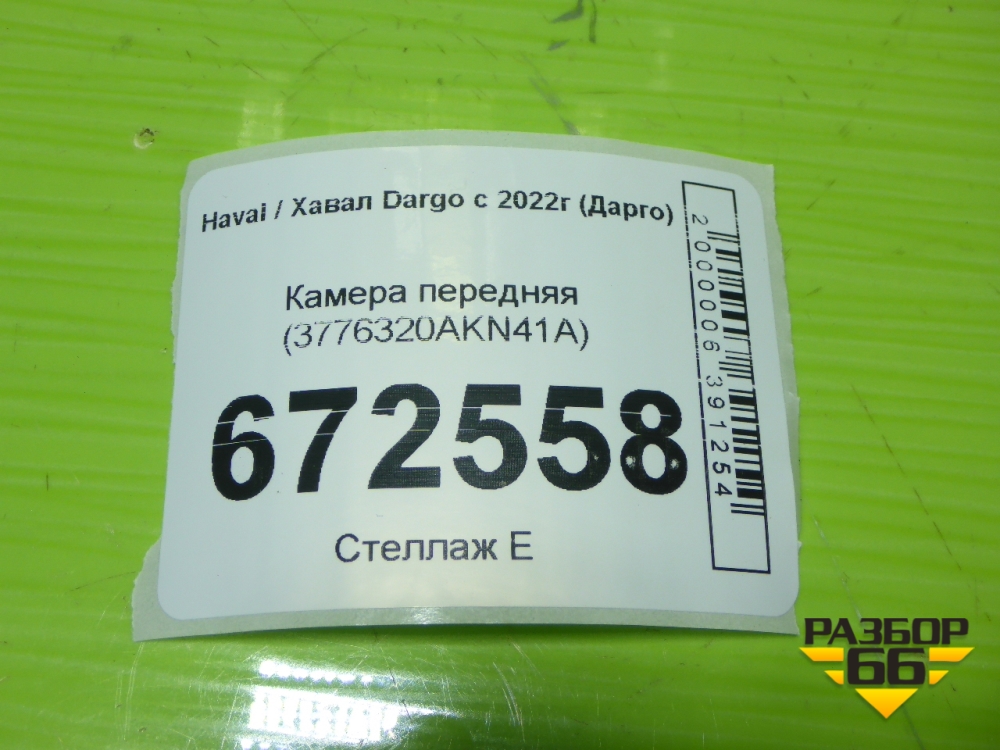 Haval / Хавал Dargo с 2022г (Дарго)
Камера передняя
(3776320AKN41A)
672558
Стеллаж Е
2000006391254
РАЗБОР
66